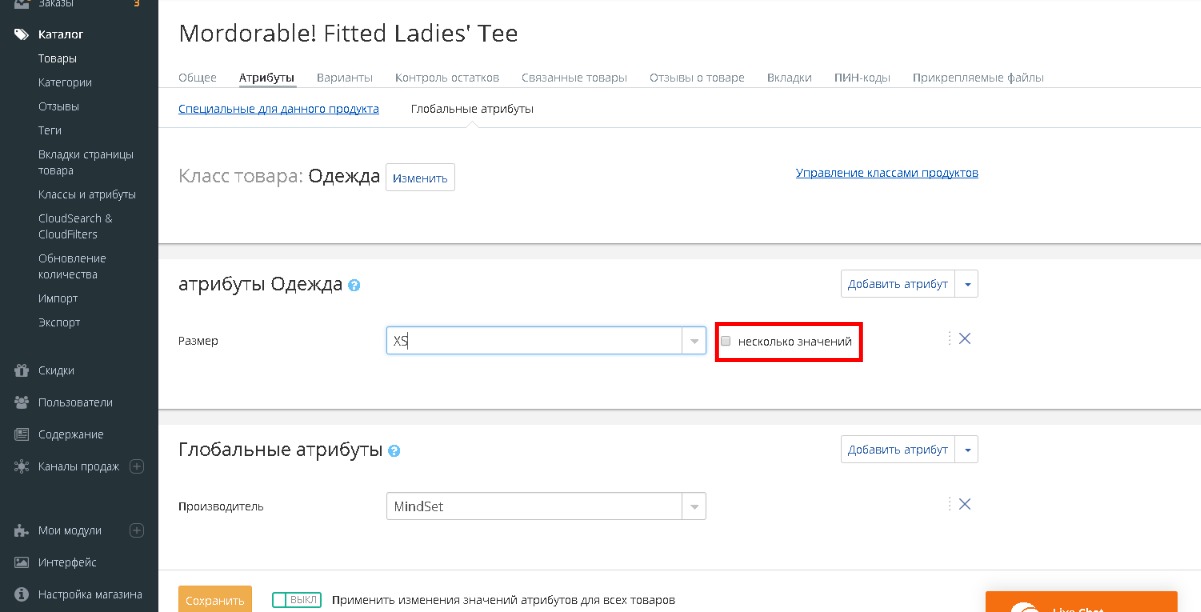 Заказы 3
Каталог
Товары
Категории
Отзывы
Теги
Вкладки страницы
товара
Классы и атрибуты
CloudSearch &
CloudFilters
Обновление
количества
Импорт
Экспорт
Скидки
Пользователи
Содержание
Каналы продаж
Мои модули
Интерфейс
Настройка магазина
Mordorable! Fitted Ladies' Tee
Общее Атрибуты Варианты Контроль остатков Связанные товары Отзывы о товаре Вкладки ПИН-коды Прикрепляемые файлы
Специальные для данного продукта Глобальные атрибуты
Класс товара: Одежда Изменить Управление классами продуктов
атрибуты Одежда ? Добавить атрибут
Размер XS несколько значений
Глобальные атрибуты ? Добавить атрибут
Производитель MindSet
Сохранить ВЫКЛ Применить изменения значений атрибутов для всех товаров
Live Chat